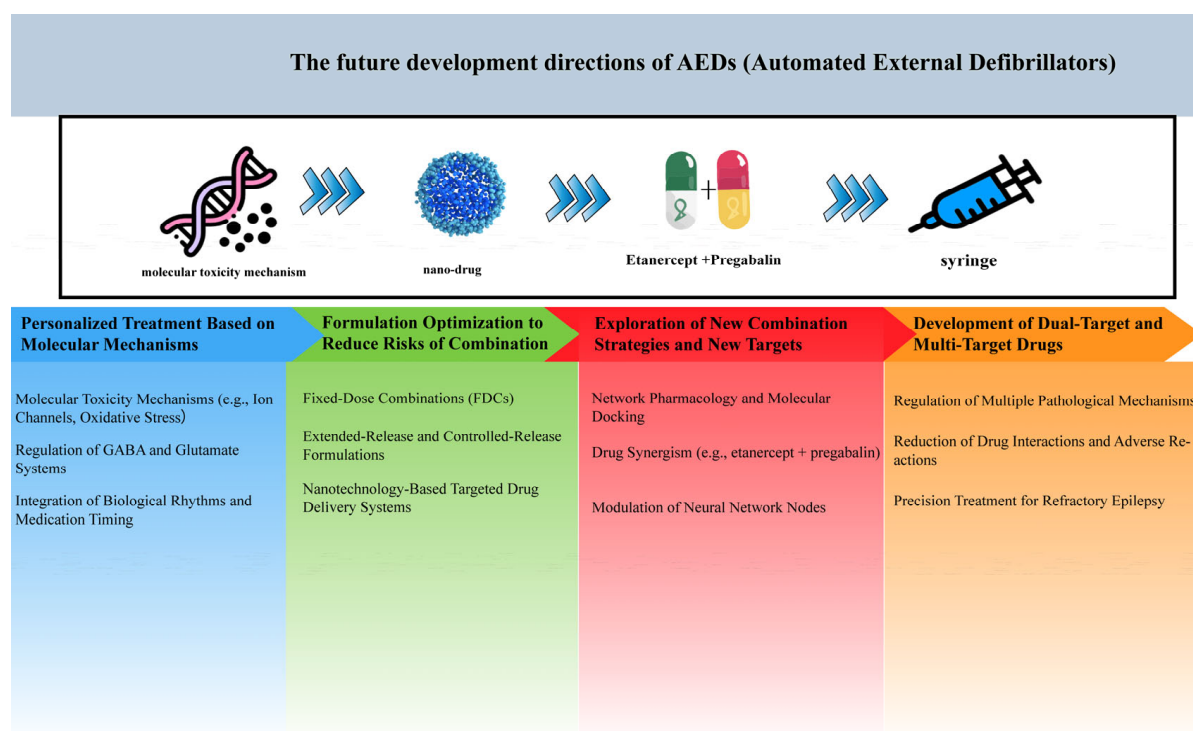 The future development directions of AEDs (Automated External Defibrillators)
molecular toxicity mechanism
nano-drug
+
Etanercept +Pregabalin
syringe
Personalized Treatment Based on
Molecular Mechanisms
Molecular Toxicity Mechanisms (e.g., Ion
Channels, Oxidative Stress)
Regulation of GABA and Glutamate
Systems
Integration of Biological Rhythms and
Medication Timing
Formulation Optimization to
Reduce Risks of Combination
Fixed-Dose Combinations (FDCs)
Extended-Release and Controlled-Release
Formulations
Nanotechnology-Based Targeted Drug
Delivery Systems
Exploration of New Combination
Strategies and New Targets
Network Pharmacology and Molecular
Docking
Drug Synergism (e.g., etanercept + pregabalin)
Modulation of Neural Network Nodes
Development of Dual-Target and
Multi-Target Drugs
Regulation of Multiple Pathological Mechanisms
Reduction of Drug Interactions and Adverse Re-
actions
Precision Treatment for Refractory Epilepsy